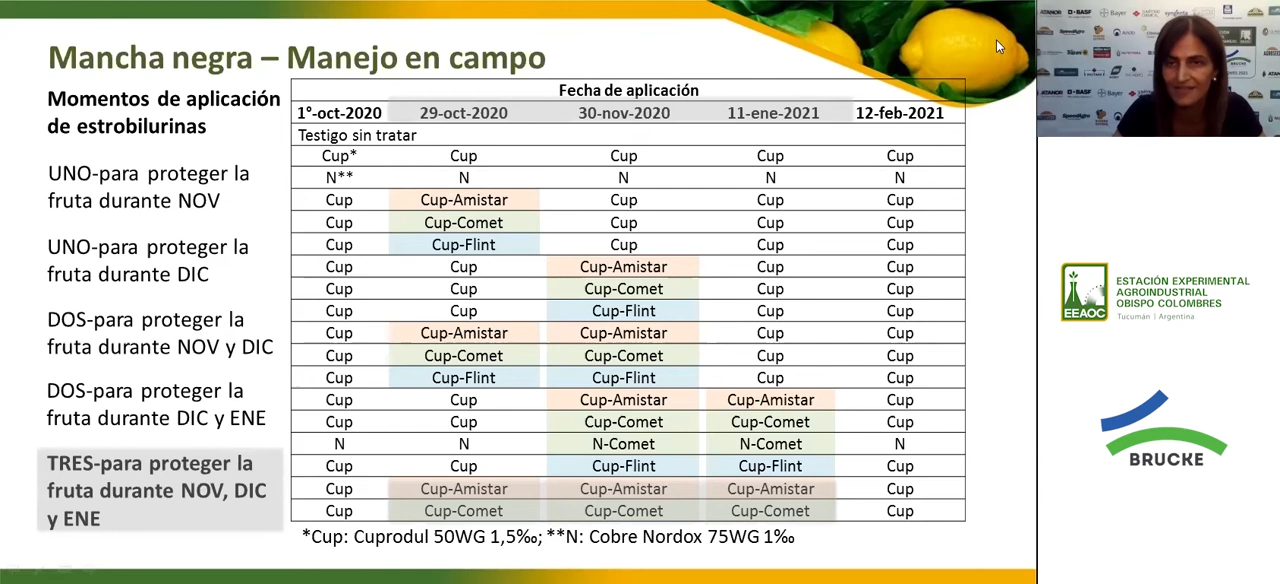 Mancha negra – Manejo en campo
Momentos de aplicación
de estrobilurinas
UNO-para proteger la
fruta durante NOV
UNO-para proteger la
fruta durante DIC
DOS-para proteger la
fruta durante NOV y DIC
DOS-para proteger la
fruta durante DIC y ENE
TRES-para proteger la
fruta durante NOV, DIC
y ENE
Fecha de aplicación
1°-oct-2020 29-oct-2020 30-nov-2020 11-ene-2021 12-feb-2021
Testigo sin tratar
Cup* Cup Cup Cup Cup
N** N N N N
Cup Cup-Amistar Cup Cup Cup
Cup Cup-Comet Cup Cup Cup
Cup Cup-Flint Cup Cup Cup
Cup Cup Cup-Amistar Cup Cup
Cup Cup Cup-Comet Cup Cup
Cup Cup Cup-Flint Cup Cup
Cup Cup-Amistar Cup-Amistar Cup Cup
Cup Cup-Comet Cup-Comet Cup Cup
Cup Cup-Flint Cup-Flint Cup Cup
Cup Cup Cup-Amistar Cup-Amistar Cup
Cup Cup Cup-Comet Cup-Comet Cup
N N N-Comet N-Comet N
Cup Cup Cup-Flint Cup-Flint Cup
Cup Cup-Amistar Cup-Amistar Cup-Amistar Cup
Cup Cup-Comet Cup-Comet Cup-Comet Cup
*Cup: Cuprodul 50WG 1,5‰; **N: Cobre Nordox 75WG 1‰
ATANOR BASF Bayer syngenta
EEAOC
ESTACIÓN EXPERIMENTAL
AGROINDUSTRIAL
OBISPO COLOMBRES
Tucumán | Argentina
BRUCKE